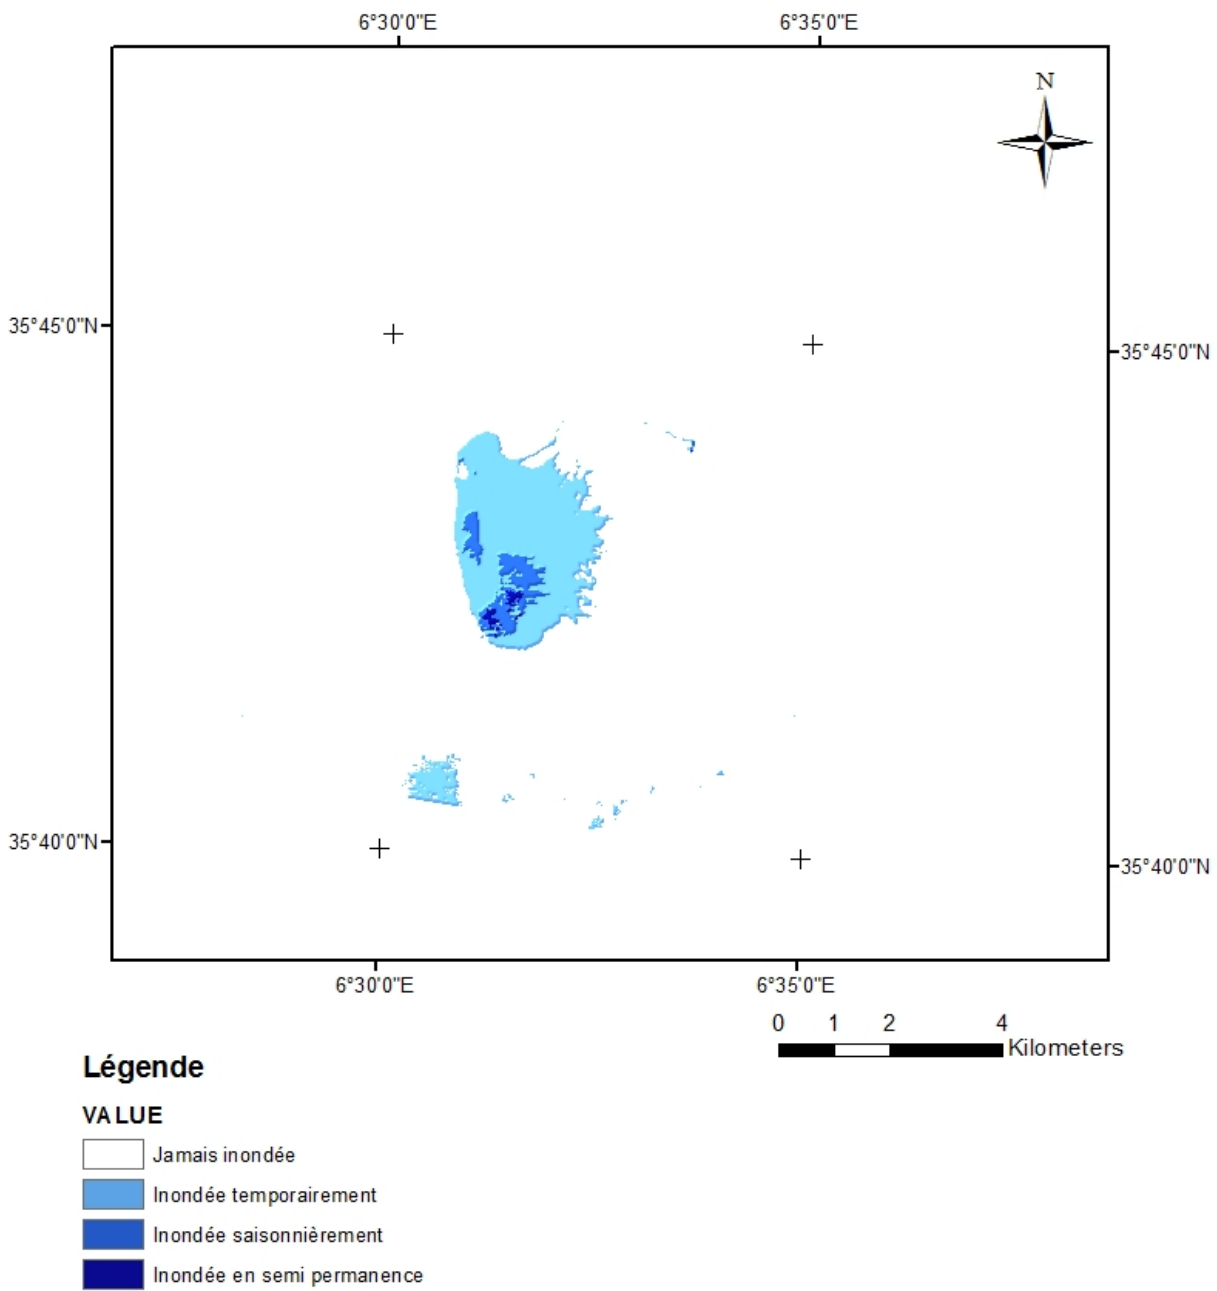 6°30'0"E 6°35'0"E
N
35°45'0"N
35°45'0"N
35°40'0"N
35°40'0"N
6°30'0"E 6°35'0"E
0 1 2 4
Kilometers
Légende
VALUE
Jamais inondée
Inondée temporairement
Inondée saisonnièrement
Inondée en semi permanence